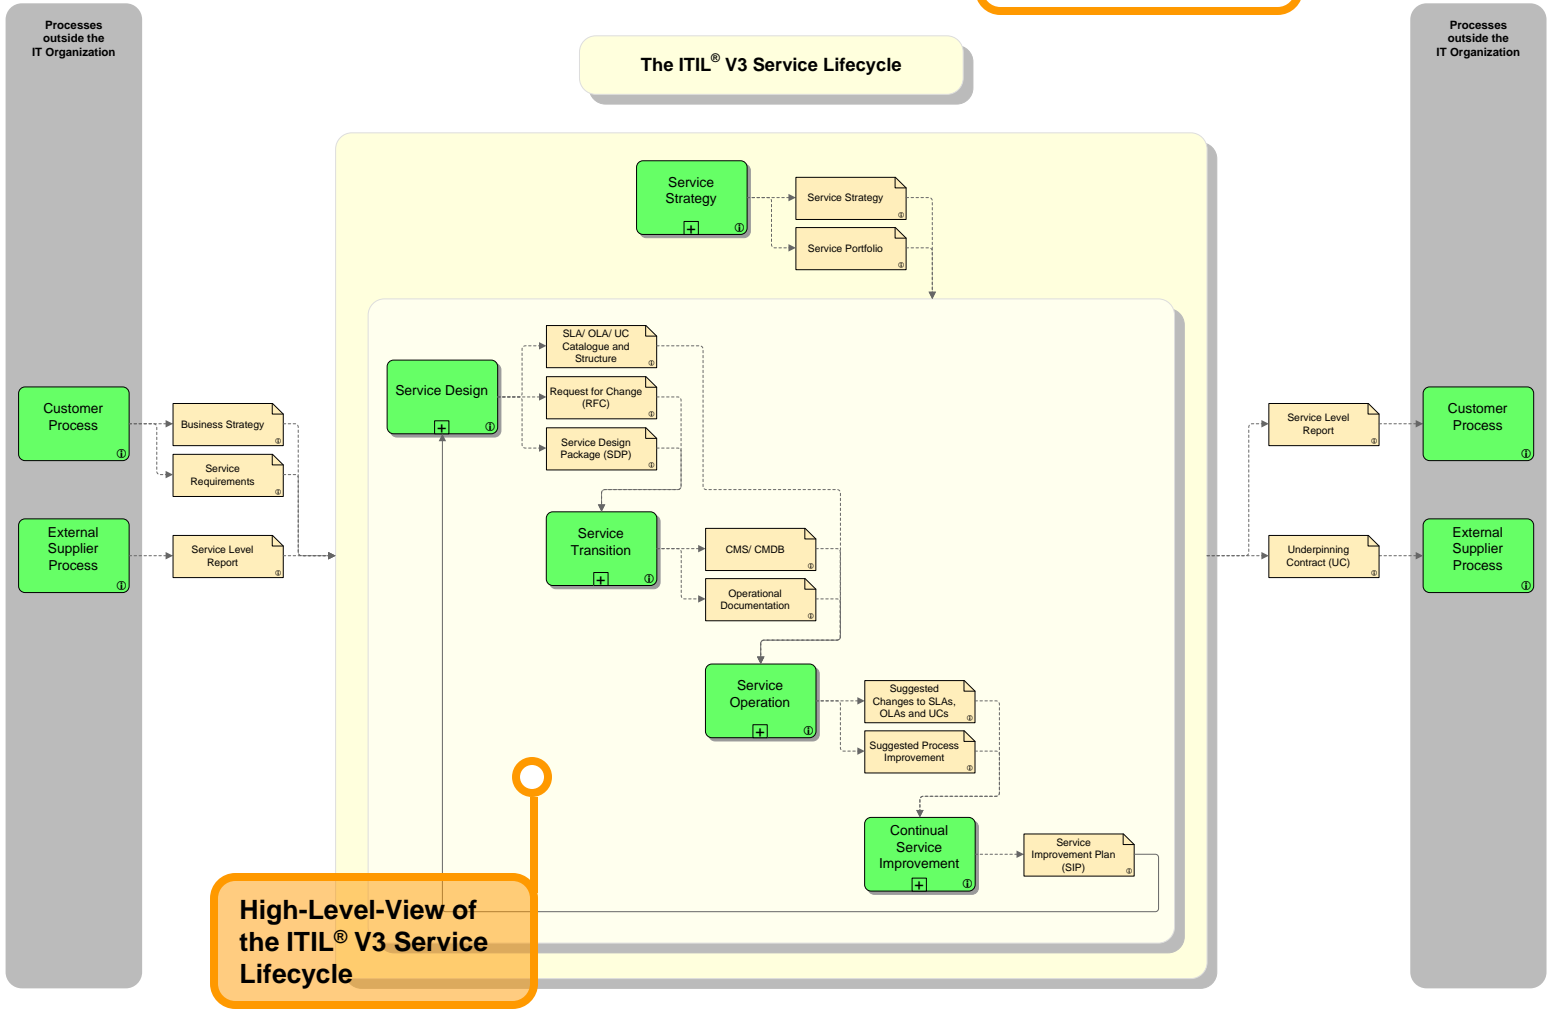 Processes
outside the
IT Organization
The ITIL® V3 Service Lifecycle
Processes
outside the
IT Organization
Service
Strategy
Service Strategy
Service Portfolio
Service Design
SLA/ OLA/ UC
Catalogue and
Structure
Request for Change
(RFC)
Service Design
Package (SDP)
Customer
Process
Business Strategy
Service
Requirements
External
Supplier
Process
Service Level
Report
Service
Transition
CMS/ CMDB
Operational
Documentation
Service
Operation
Suggested
Changes to SLAs,
OLAs and UCs
Suggested Process
Improvement
Continual
Service
Improvement
Service
Improvement Plan
(SIP)
Service Level
Report
Customer
Process
Underpinning
Contract (UC)
External
Supplier
Process
High-Level-View of
the ITIL® V3 Service
Lifecycle